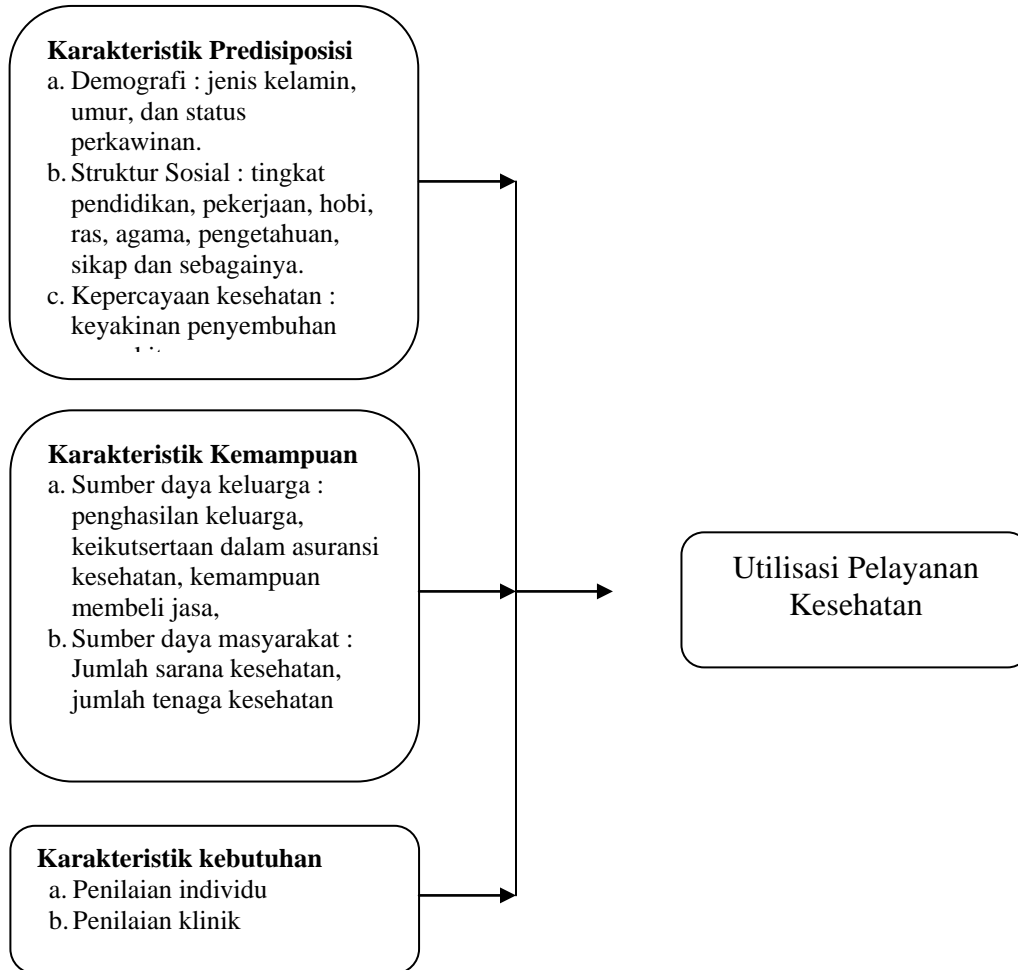 Karakteristik Predisiposisi
a. Demografi : jenis kelamin,
umur, dan status
perkawinan.
b. Struktur Sosial : tingkat
pendidikan, pekerjaan, hobi,
ras, agama, pengetahuan,
sikap dan sebagainya.
c. Kepercayaan kesehatan :
keyakinan penyembuhan
Karakteristik Kemampuan
a. Sumber daya keluarga :
penghasilan keluarga,
keikutsertaan dalam asuransi
kesehatan, kemampuan
membeli jasa,
b. Sumber daya masyarakat :
Jumlah sarana kesehatan,
jumlah tenaga kesehatan
Karakteristik kebutuhan
a. Penilaian individu
b. Penilaian klinik
Utilisasi Pelayanan
Kesehatan